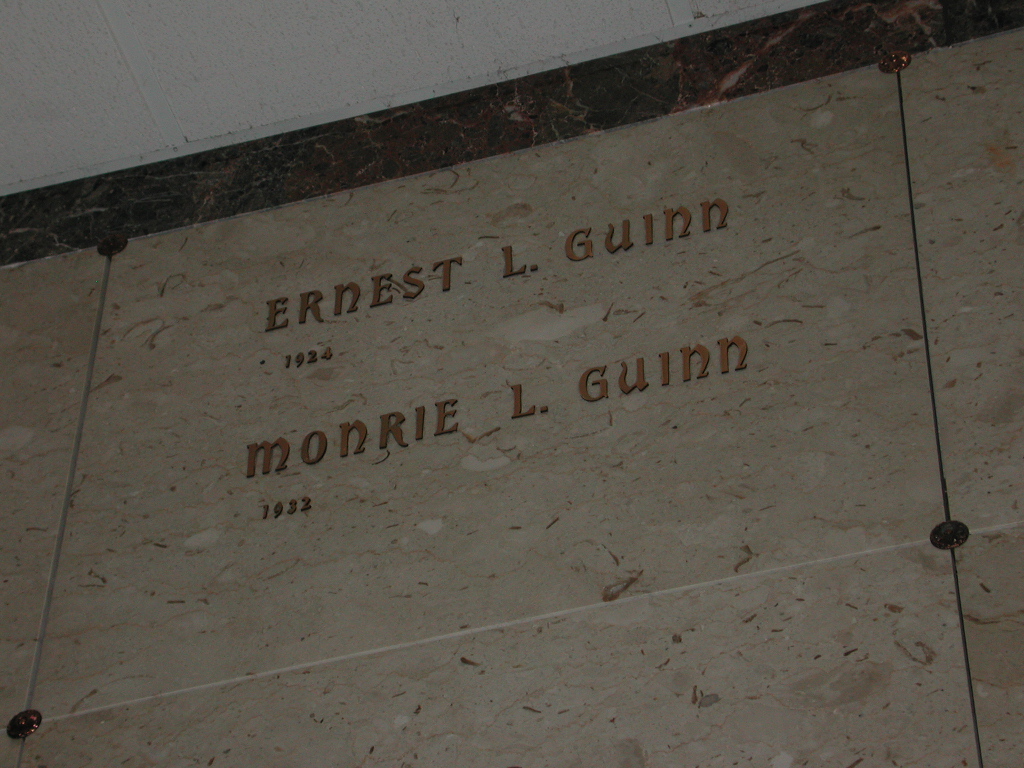 ERNEST L. GUINN
1924
MONRIE L. GUINN
1932